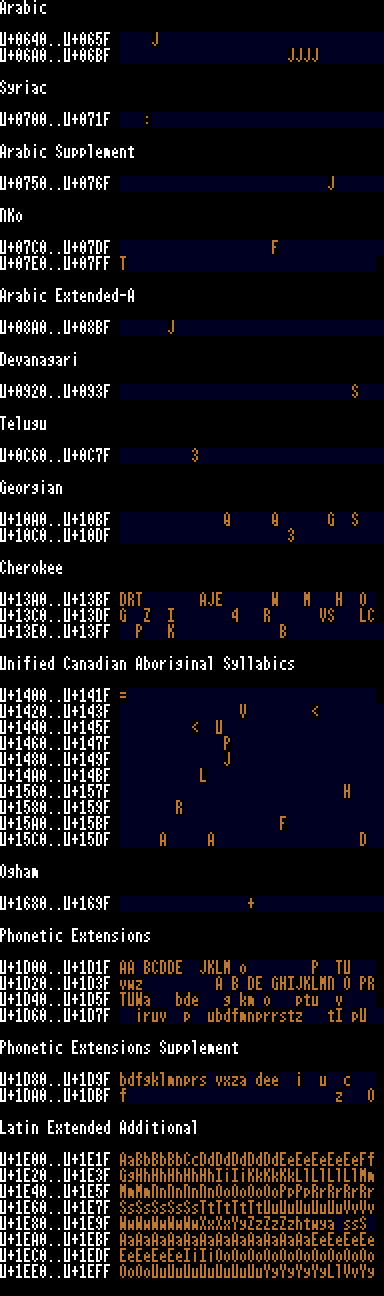 Arabic
U+0640..U+065F     J
U+06A0..U+06BF                      JJJJ
Syriac
U+0700..U+071F    :
Arabic Supplement
U+0750..U+076F                           J
NKo
U+07C0..U+07DF                    F
U+07E0..U+07FF T
Arabic Extended-A
U+08A0..U+08BF       J
Devanagari
U+0920..U+093F                              S
Telugu
U+0C60..U+0C7F          3
Georgian
U+10A0..U+10BF              Q     Q      G  S
U+10C0..U+10DF                      3
Cherokee
U+13A0..U+13BF DRT       AJE      W   M   H  O
U+13C0..U+13DF G  Z  I       4   R      VS   LC
U+13E0..U+13FF   P   K             B
Unified Canadian Aboriginal Syllabics
U+1400..U+141F =
U+1420..U+143F                V        <
U+1440..U+145F          <  U
U+1460..U+147F              P
U+1480..U+149F              J
U+14A0..U+14BF           L
U+1560..U+157F                             H
U+1580..U+159F        R
U+15A0..U+15BF                     F
U+15C0..U+15DF      A     A                  D
Ogham
U+1680..U+169F                 +
Phonetic Extensions
U+1D00..U+1D1F AA BCDDE  JKLM o        P  TU
U+1D20..U+1D3F vwz         A B DE GHIJKLMN O PR
U+1D40..U+1D5F TUWa   bde   g km o   ptu  v
U+1D60..U+1D7F   iruv  p  ubdfmnprrstz   tI pU
Phonetic Extensions Supplement
U+1D80..U+1D9F bdfgklmnprs vxza dee  i  u  c
U+1DA0..U+1DBF f                          z   O
Latin Extended Additional
U+1E00..U+1E1F AaBbBbBbCcDdDdDdDdDdEeEeEeEeEeFf
U+1E20..U+1E3F GgHhHhHhHhHhIiIiKkKkKkLlLlLlLlMm
U+1E40..U+1E5F MmMmNnNnNnNnOoOoOoOoPpPpRrRrRrRr
U+1E60..U+1E7F SsSsSsSsSsTtTtTtTtUuUuUuUuUuVvVv
U+1E80..U+1E9F WwWwWwWwWwXxXxYyZzZzZzhtwya ssS
U+1EA0..U+1EBF AaAaAaAaAaAaAaAaAaAaAaAaEeEeEeEe
U+1EC0..U+1EDF EeEeEeEeIiIiOoOoOoOoOoOoOoOoOoOo
U+1EE0..U+1EFF OoOoUuUuUuUuUuUuUuYyYyYyYyLlVvYy